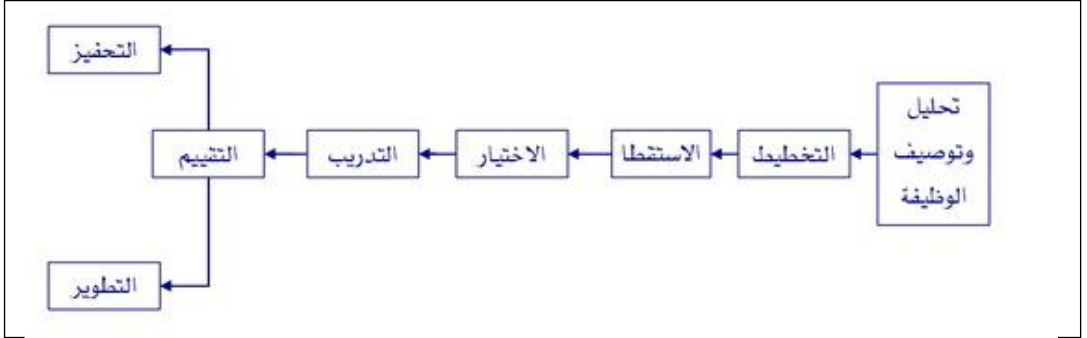 تحليل
وتوصيف
الوظيفة
التخطيط
الاستقطا
الاختيار
التدريب
التقييم
التحفيز
التطوير